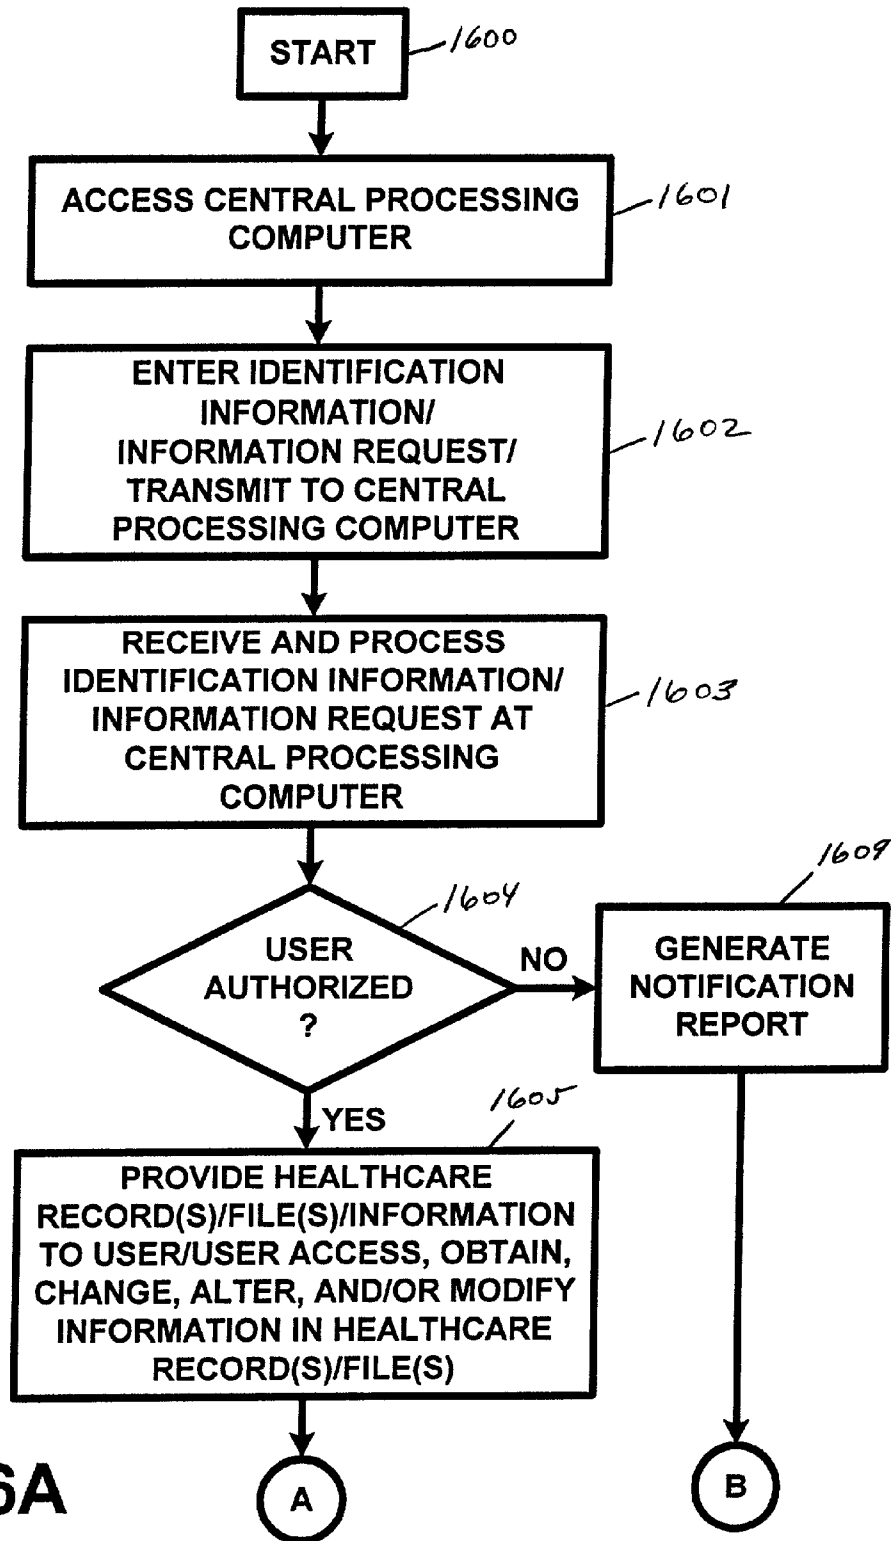 START
1600
ACCESS CENTRAL PROCESSING
COMPUTER
1601
ENTER IDENTIFICATION
INFORMATION/
INFORMATION REQUEST/
TRANSMIT TO CENTRAL
PROCESSING COMPUTER
1602
RECEIVE AND PROCESS
IDENTIFICATION INFORMATION/
INFORMATION REQUEST AT
CENTRAL PROCESSING
COMPUTER
1603
USER
AUTHORIZED
?
1604
NO
1609
GENERATE
NOTIFICATION
REPORT
YES
1605
PROVIDE HEALTHCARE
RECORD(S)/FILE(S)/INFORMATION
TO USER/USER ACCESS, OBTAIN,
CHANGE, ALTER, AND/OR MODIFY
INFORMATION IN HEALTHCARE
RECORD(S)/FILE(S)
A
B
6A